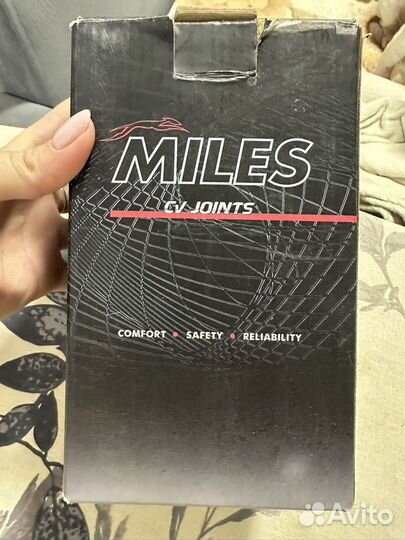 MILES
CV JOINTS
COMFORT • SAFETY • RELIABILITY
Avito